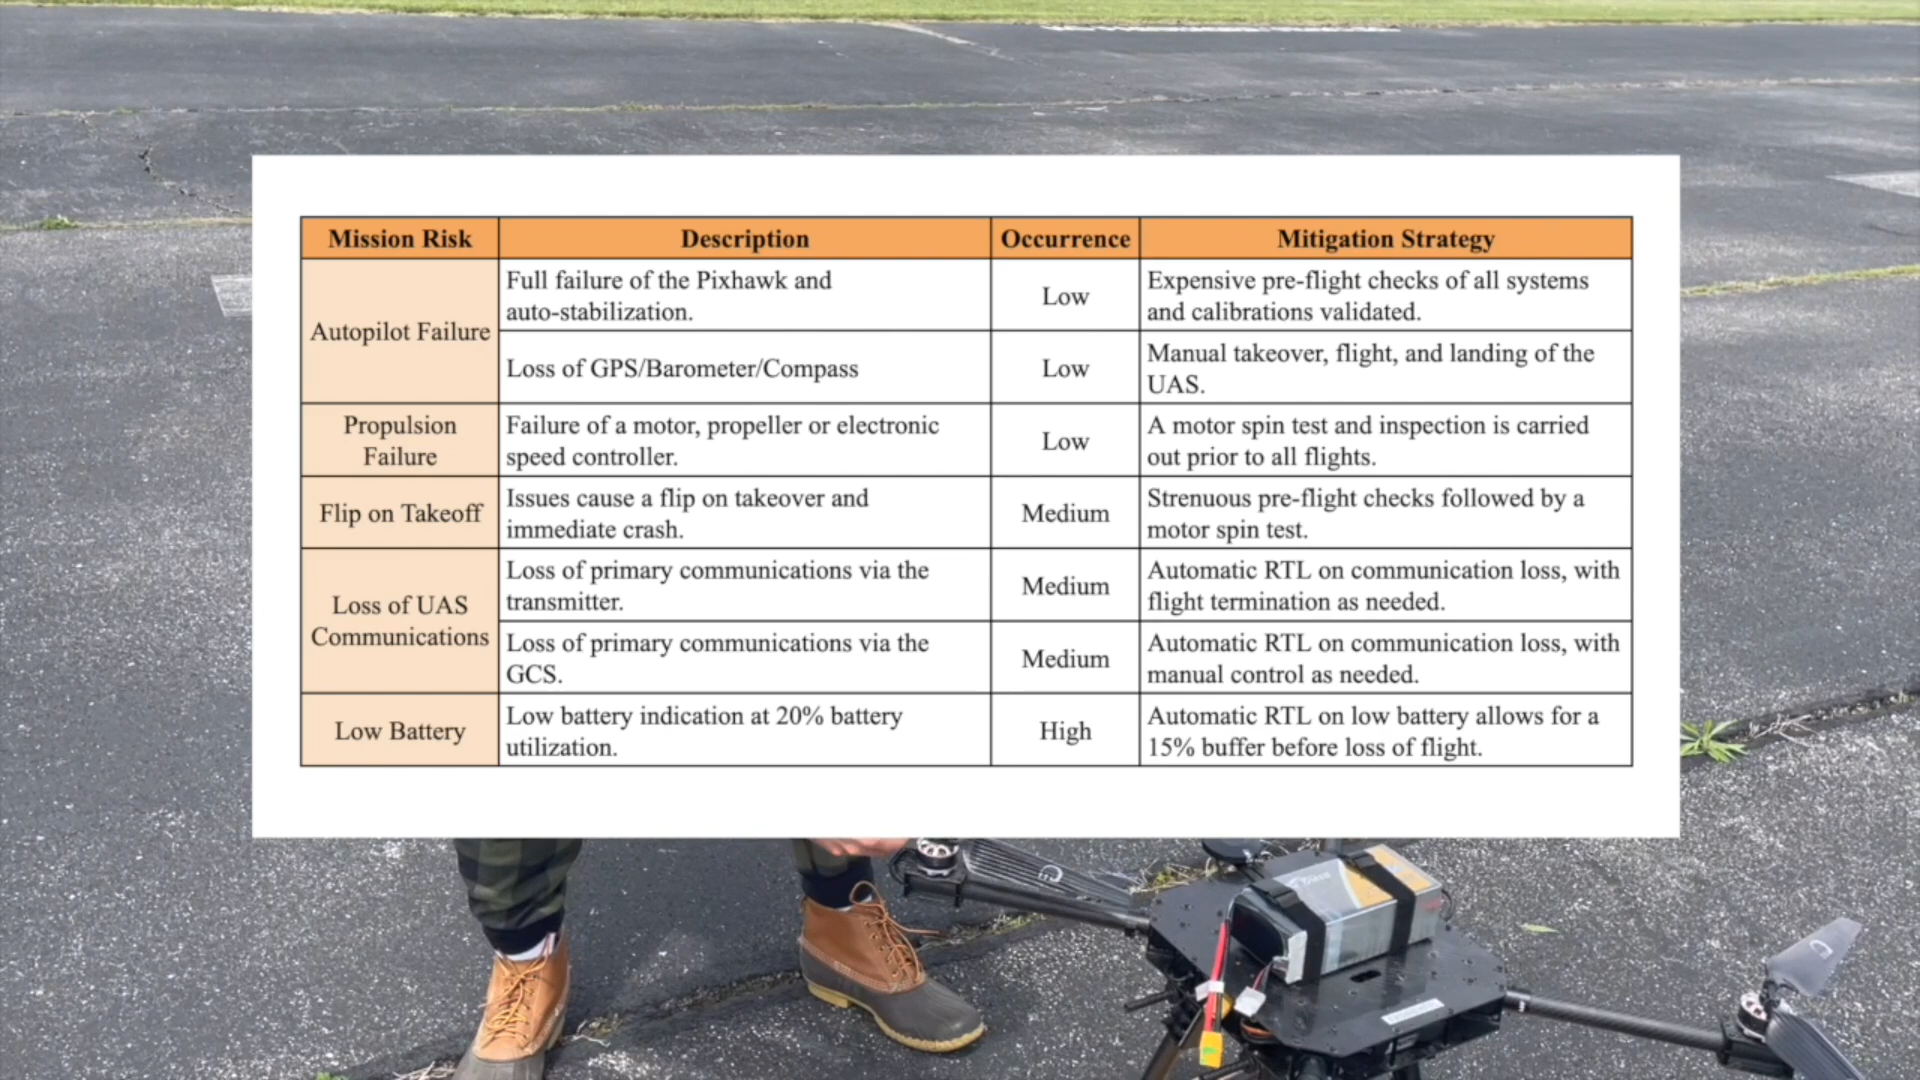 Mission Risk Description Occurrence Mitigation Strategy
Autopilot Failure
Full failure of the Pixhawk and
auto-stabilization.
Low
Expensive pre-flight checks of all systems
and calibrations validated.
Loss of GPS/Barometer/Compass
Low
Manual takeover, flight, and landing of the
UAS.
Propulsion
Failure
Failure of a motor, propeller or electronic
speed controller.
Low
A motor spin test and inspection is carried
out prior to all flights.
Flip on Takeoff
Issues cause a flip on takeover and
immediate crash.
Medium
Strenuous pre-flight checks followed by a
motor spin test.
Loss of UAS
Communications
Loss of primary communications via the
transmitter.
Medium
Automatic RTL on communication loss, with
flight termination as needed.
Loss of primary communications via the
GCS.
Medium
Automatic RTL on communication loss, with
manual control as needed.
Low Battery
Low battery indication at 20% battery
utilization.
High
Automatic RTL on low battery allows for a
15% buffer before loss of flight.